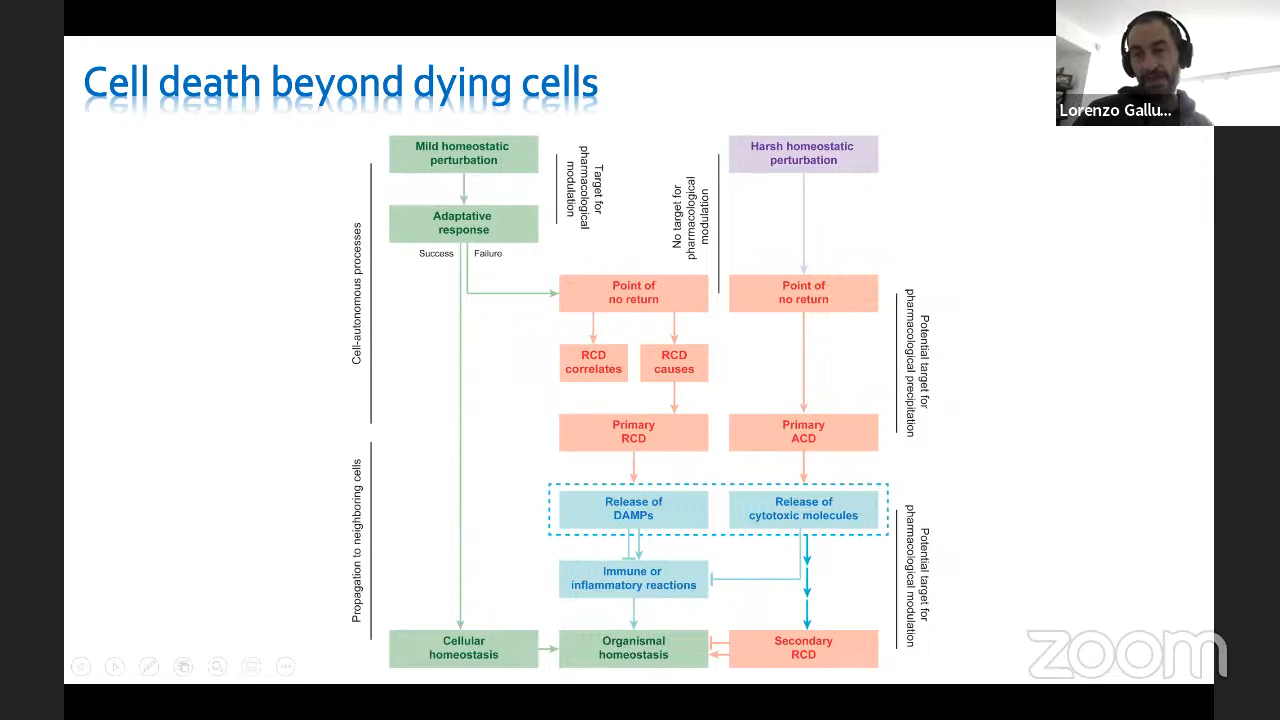 Cell death beyond dying cells
Lorenzo Gallu...
Mild homeostatic
perturbation
Target for
pharmacological
modulation
No target for
pharmacological
modulation
Harsh homeostatic
perturbation
Cell-autonomous processes
Adaptative
response
Success
Failure
Point of
no return
Point of
no return
RCD
correlates
RCD
causes
Potential target for
pharmacological precipitation
Primary
RCD
Primary
ACD
Propagation to neighboring cells
Release of
DAMPs
Release of
cytotoxic molecules
Immune or
inflammatory reactions
Potential target for
pharmacological modulation
Cellular
homeostasis
Organismal
homeostasis
Secondary
RCD
zoom